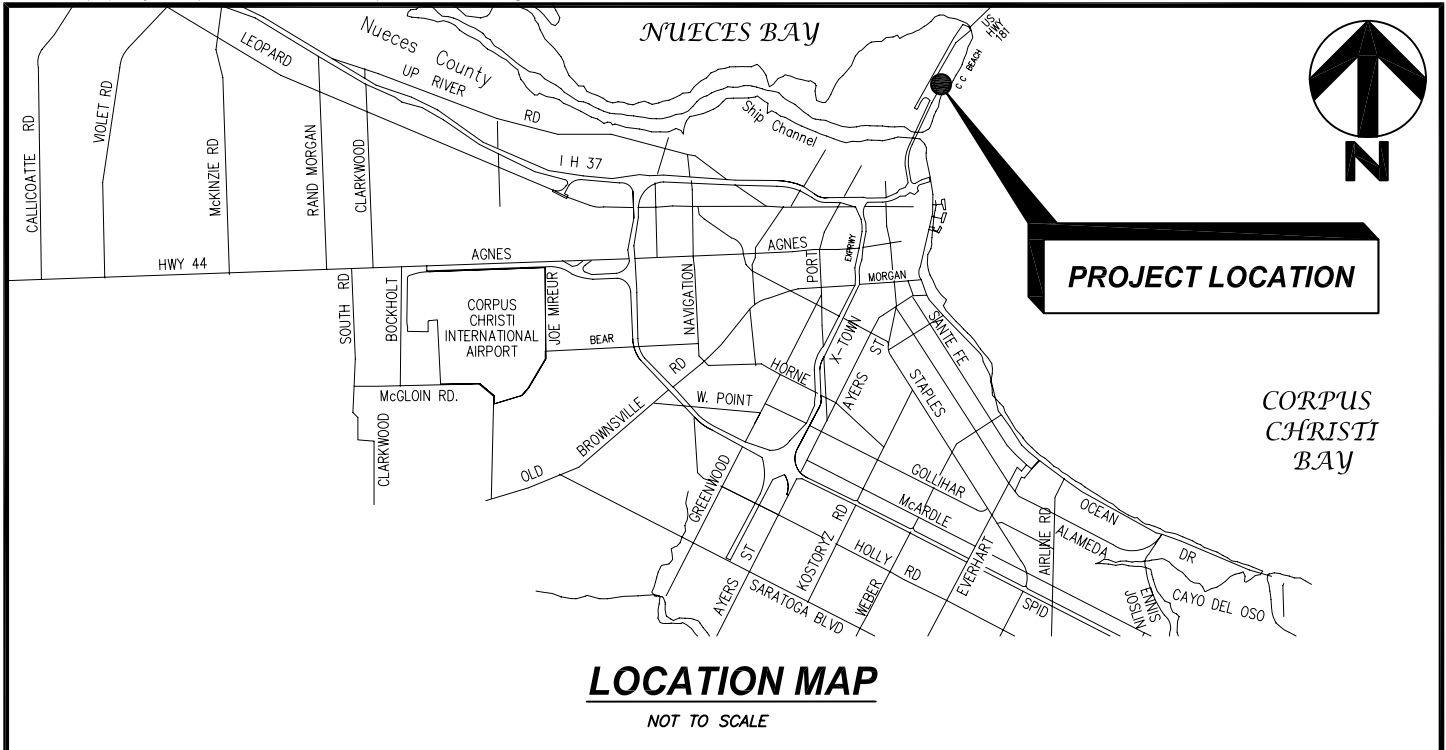 NUECES BAY
US HWY 181
C C BEACH
Nueces County
LEOPARD
UP RIVER
RD
Ship Channel
N
CALLICOATTE RD
VIOLET RD
McKINZIE RD
RAND MORGAN
CLARKWOOD
I H 37
PROJECT LOCATION
HWY 44
AGNES
AGNES
PORT
EXPRWY
MORGAN
SOUTH RD
BOCKHOLT
CORPUS
CHRISTI
INTERNATIONAL
AIRPORT
JOE MIREUR
NAVIGATION
BEAR
X-TOWN
SANTE FE
McGLOIN RD.
CLARKWOOD
OLD
BROWNSVILLE
RD
W. POINT
HORNE
AYERS
ST
STAPLES
CORPUS
CHRISTI
BAY
GREENWOOD
GOLLIHAR
McARDLE
OCEAN
DR
ALAMEDA
AIRLINE RD
AYERS
ST
KOSTORYZ
RD
HOLLY
RD
WEBER
EVERHART
SPID
SARATOGA BLVD
ENNIS
JOSLIN
CAYO DEL OSO
LOCATION MAP
NOT TO SCALE